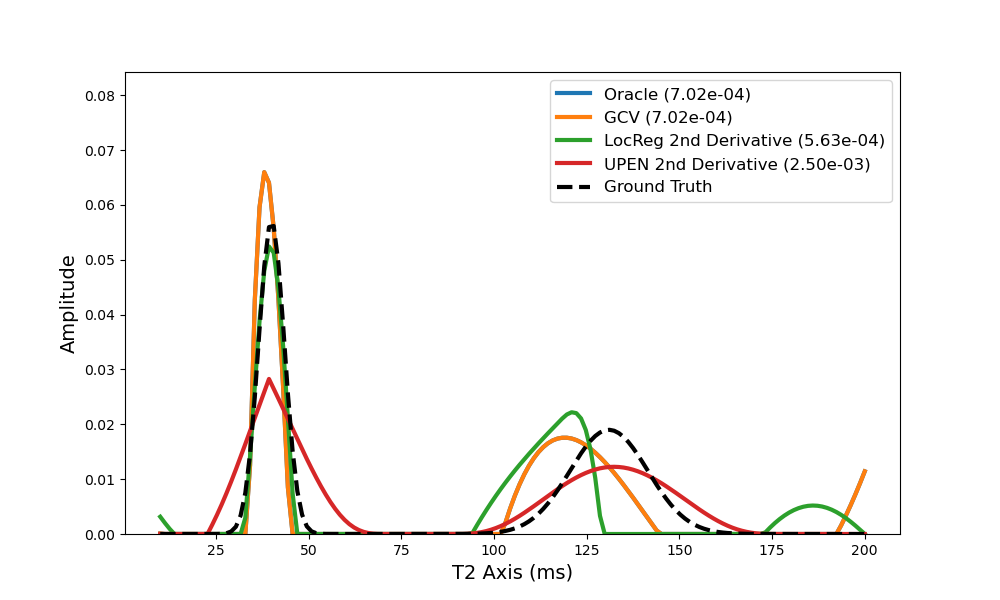 Oracle (7.02e-04)
GCV (7.02e-04)
LocReg 2nd Derivative (5.63e-04)
UPEN 2nd Derivative (2.50e-03)
Ground Truth
Amplitude
0.08
0.07
0.06
0.05
0.04
0.03
0.02
0.01
0.00
25 50 75 100 125 150 175 200
T2 Axis (ms)